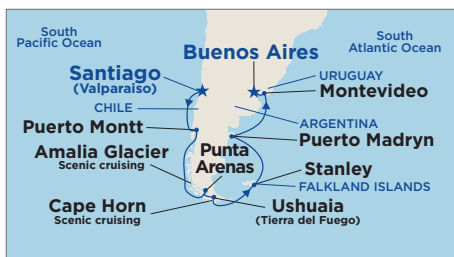 South
Pacific Ocean
South
Atlantic Ocean
Buenos Aires
Santiago
(Valparaiso)
URUGUAY
Montevideo
CHILE
ARGENTINA
Puerto Montt
Puerto Madryn
Amalia Glacier
Scenic cruising
Punta
Arenas
Stanley
FALKLAND ISLANDS
Cape Horn
Scenic cruising
Ushuaia
(Tierra del Fuego)